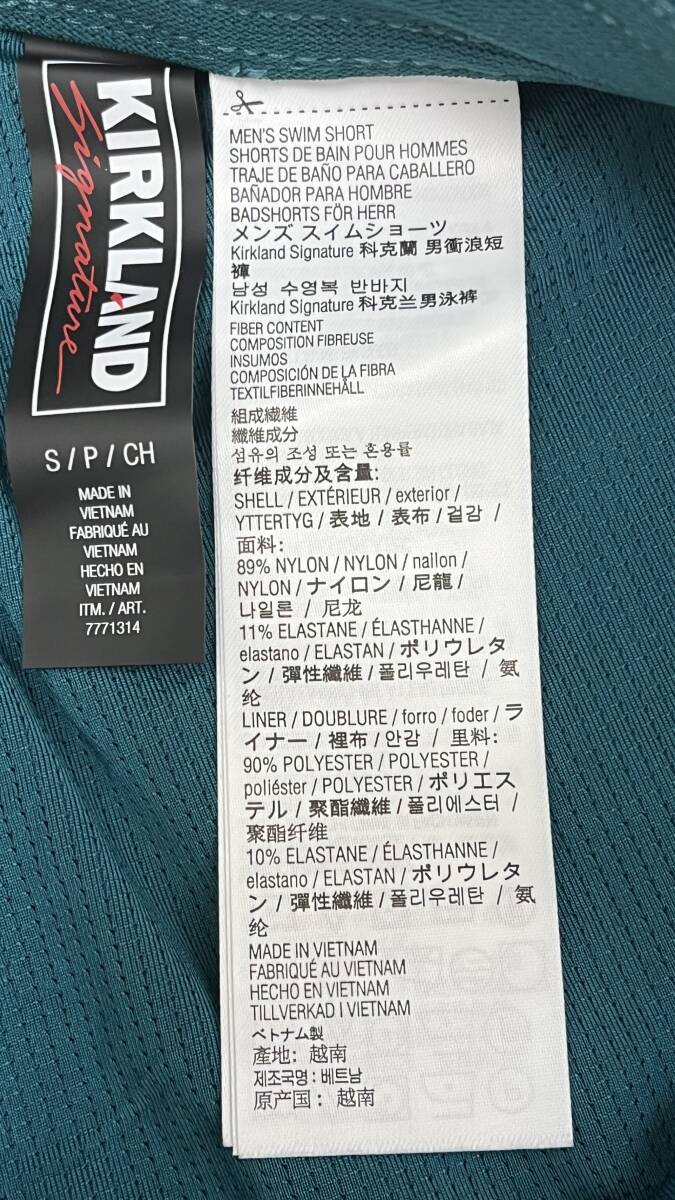 KIRKLAND
Signature
S / P / CH
MADE IN
VIETNAM
FABRIQUÉ AU
VIETNAM
HECHO EN
VIETNAM
ITM. / ART.
7771314
MEN'S SWIM SHORT
SHORTS DE BAIN POUR HOMMES
TRAJE DE BAÑO PARA CABALLERO
BAÑADOR PARA HOMBRE
BADSHORTS FÖR HERR
メンズ スイムショーツ
Kirkland Signature 科克蘭 男衝浪短
褲
남성 수영복 반바지
Kirkland Signature 科克兰男泳裤
FIBER CONTENT
COMPOSITION FIBREUSE
INSUMOS
COMPOSICIÓN DE LA FIBRA
TEXTILFIBERINNEHÅLL
組成繊維
纖維成分
섬유의 조성 또는 혼용률
纤维成分及含量:
SHELL / EXTÉRIEUR / exterior /
YTTERTYG / 表地 / 表布 / 겉감 /
面料:
89% NYLON / NYLON / nailon /
NYLON / ナイロン / 尼龍 /
나일론 / 尼龙
11% ELASTANE / ÉLASTHANNE /
elastano / ELASTAN / ポリウレタ
ン / 彈性纖維 / 폴리우레탄 / 氨
纶
LINER / DOUBLURE / forro / foder / ラ
イナー / 裡布 / 안감 / 里料:
90% POLYESTER / POLYESTER /
poliéster / POLYESTER / ポリエス
テル / 聚酯纖維 / 폴리에스터 /
聚酯纤维
10% ELASTANE / ÉLASTHANNE /
elastano / ELASTAN / ポリウレタ
ン / 彈性纖維 / 폴리우레탄 / 氨
纶
MADE IN VIETNAM
FABRIQUÉ AU VIETNAM
HECHO EN VIETNAM
TILLVERKAD I VIETNAM
ベトナム製
產地: 越南
제조국명 : 베트남
原产国 : 越南